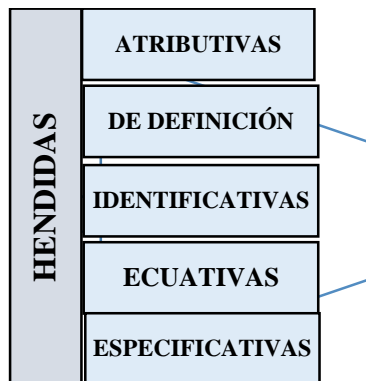 HENDIDAS
ATRIBUTIVAS
DE DEFINICIÓN
IDENTIFICATIVAS
ECUATIVAS
ESPECIFICATIVAS